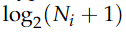 log₂(Nᵢ + 1)